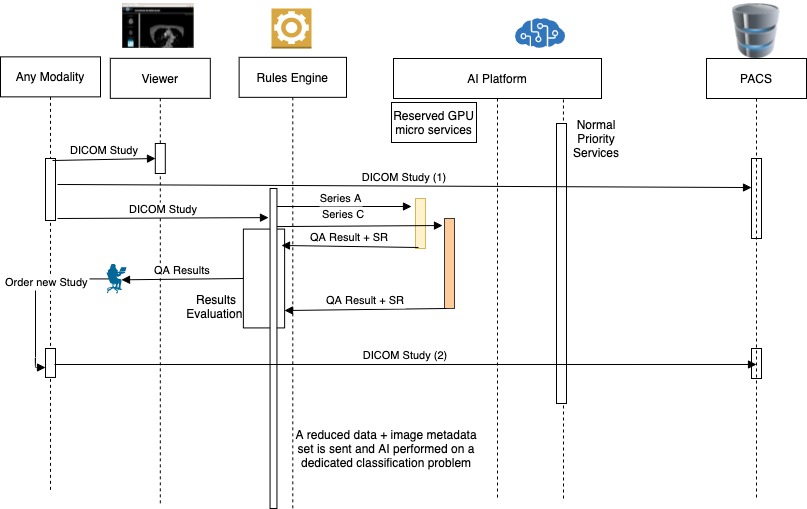 Any Modality
Viewer
Rules Engine
AI Platform
PACS
Reserved GPU
micro services
Normal
Priority
Services
DICOM Study
DICOM Study (1)
Series A
DICOM Study
Series C
QA Result + SR
QA Results
Order new Study
Results
Evaluation
QA Result + SR
DICOM Study (2)
A reduced data + image metadata
set is sent and AI performed on a
dedicated classification problem